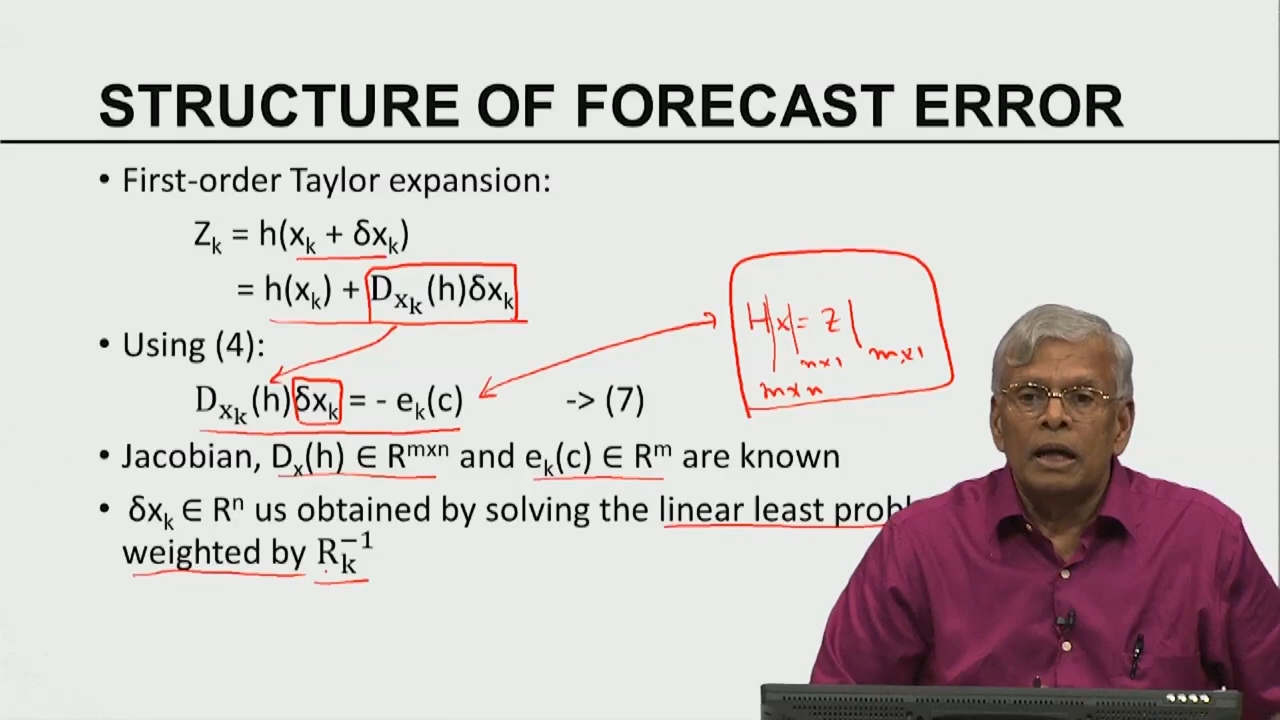 STRUCTURE OF FORECAST ERROR
• First-order Taylor expansion:
Zₖ = h(xₖ + δxₖ)
= h(xₖ) + Dₓₖ(h)δxₖ
• Using (4):
Dₓₖ(h)δxₖ = - eₖ(c) -> (7)
H x = Z
n×1 m×1
m×n
• Jacobian, Dₓ(h) ∈ Rᵐˣⁿ and eₖ(c) ∈ Rᵐ are known
• δxₖ ∈ Rⁿ us obtained by solving the linear least
weighted by Rₖ⁻¹